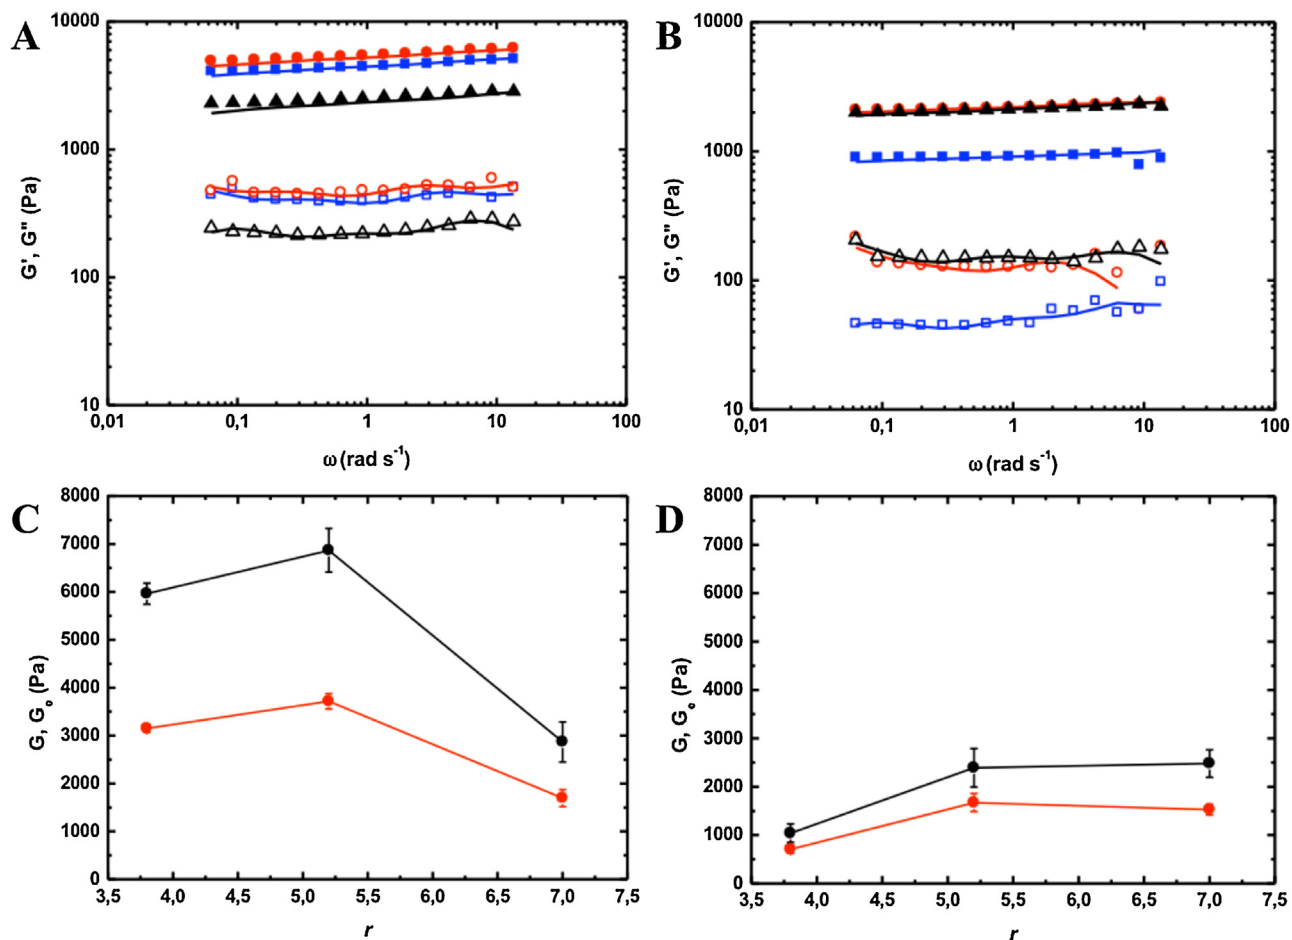 A
10000
1000
100
10
G', G" (Pa)
0,01 0,1 1 10 100
ω (rad s⁻¹)
B
10000
1000
100
10
G', G" (Pa)
0,01 0,1 1 10 100
ω (rad s⁻¹)
C
8000
7000
6000
5000
4000
3000
2000
1000
0
G, Gₑ (Pa)
3,5 4,0 4,5 5,0 5,5 6,0 6,5 7,0 7,5
r
D
8000
7000
6000
5000
4000
3000
2000
1000
0
G, Gₑ (Pa)
3,5 4,0 4,5 5,0 5,5 6,0 6,5 7,0 7,5
r